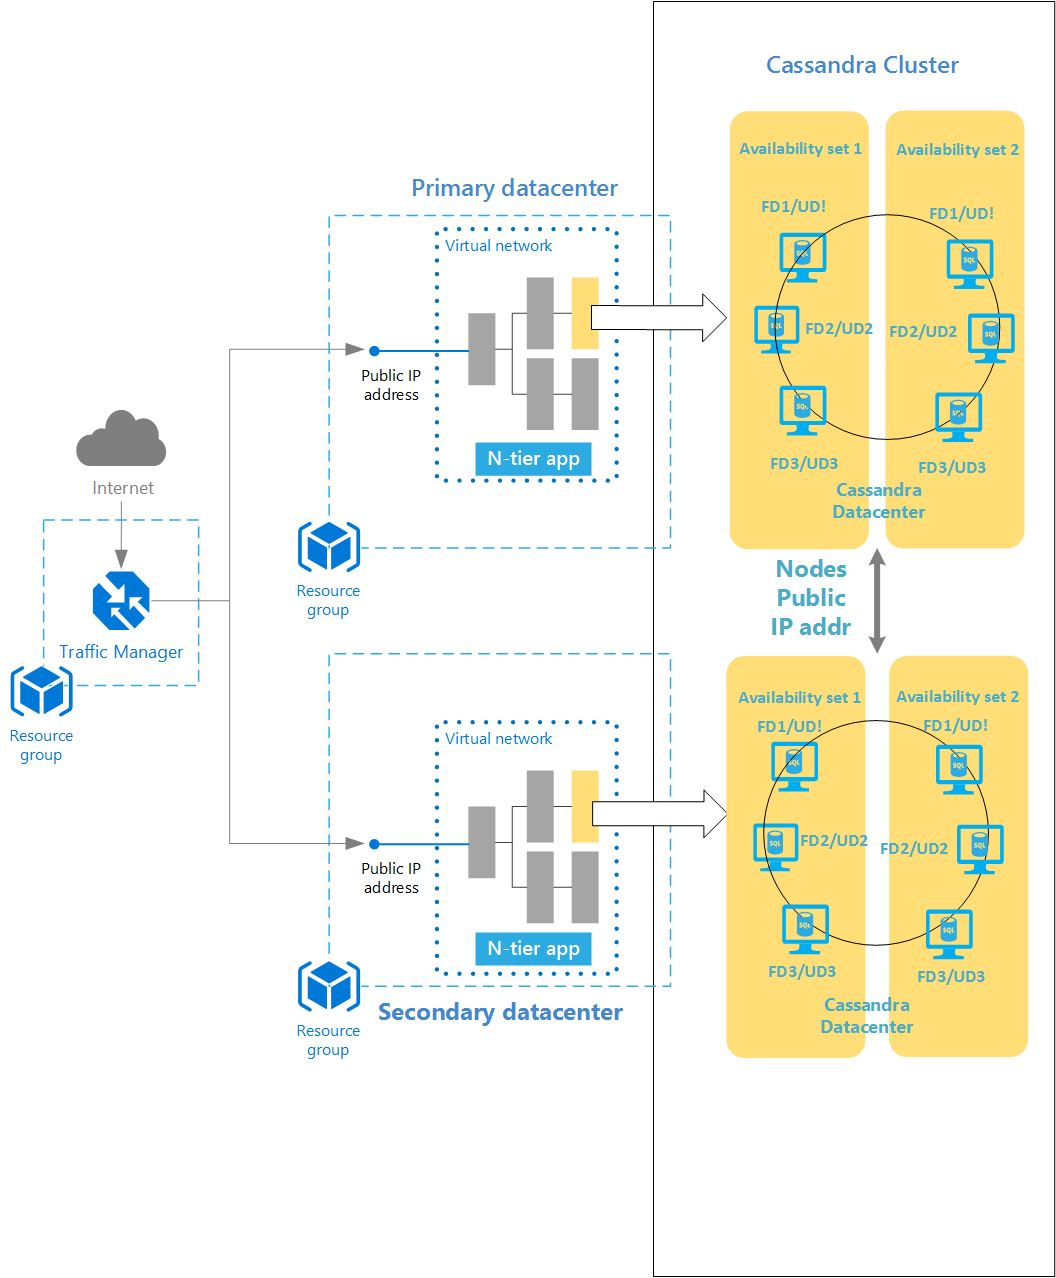 Cassandra Cluster
Availability set 1
Availability set 2
Primary datacenter
FD1/UD!
FD1/UD!
Virtual network
SQL
SQL
SQL
FD2/UD2
FD2/UD2
SQL
Public IP
address
SQL
SQL
N-tier app
FD3/UD3
FD3/UD3
Cassandra
Datacenter
Internet
Resource
group
Nodes
Public
IP addr
Traffic Manager
Resource
group
Availability set 1
Availability set 2
FD1/UD!
FD1/UD!
Virtual network
SQL
SQL
SQL
FD2/UD2
FD2/UD2
SQL
Public IP
address
SQL
SQL
N-tier app
FD3/UD3
FD3/UD3
Secondary datacenter
Cassandra
Datacenter
Resource
group